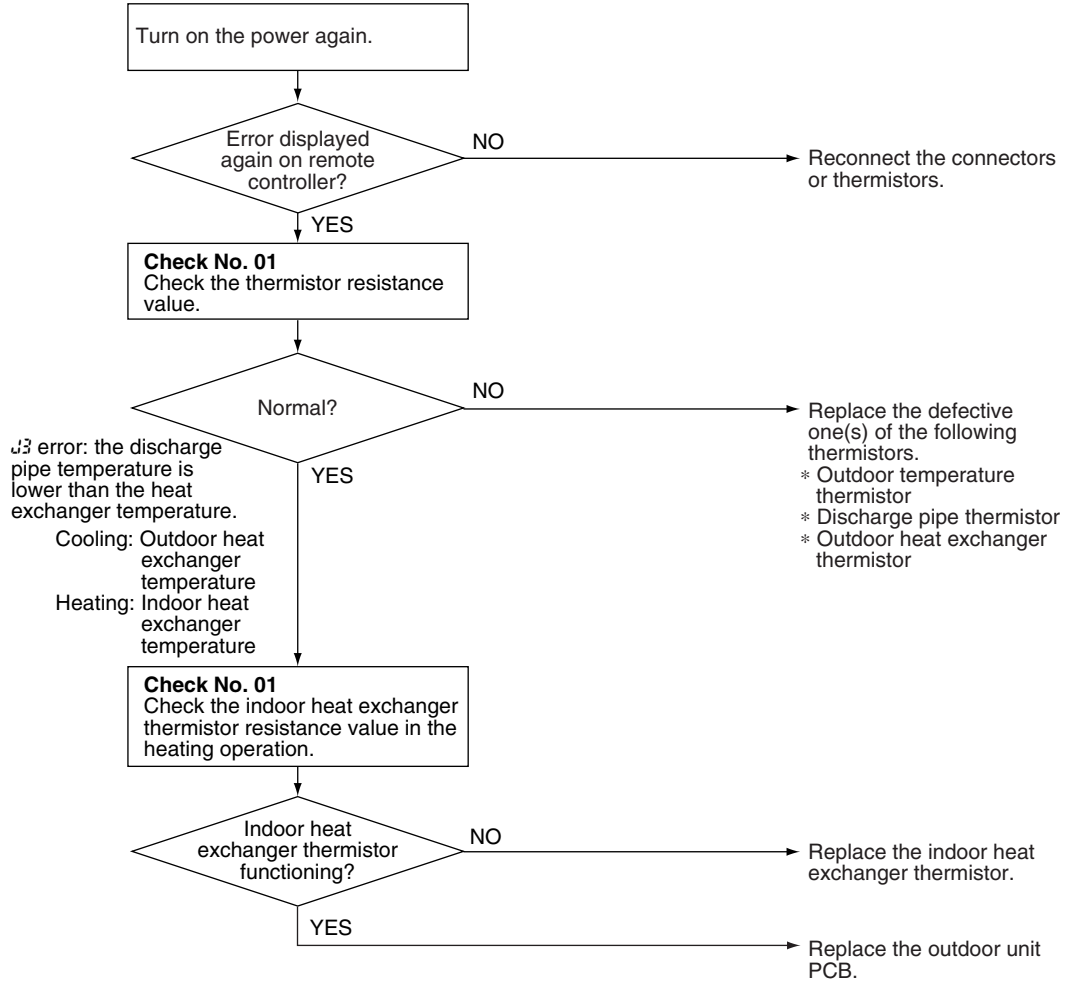 Turn on the power again.
Error displayed
again on remote
controller?
NO
Reconnect the connectors
or thermistors.
YES
Check No. 01
Check the thermistor resistance
value.
Normal?
NO
Replace the defective
one(s) of the following
thermistors.
* Outdoor temperature
thermistor
* Discharge pipe thermistor
* Outdoor heat exchanger
thermistor
YES
J3 error: the discharge
pipe temperature is
lower than the heat
exchanger temperature.
Cooling: Outdoor heat
exchanger
temperature
Heating: Indoor heat
exchanger
temperature
Check No. 01
Check the indoor heat exchanger
thermistor resistance value in the
heating operation.
Indoor heat
exchanger thermistor
functioning?
NO
Replace the indoor heat
exchanger thermistor.
YES
Replace the outdoor unit
PCB.